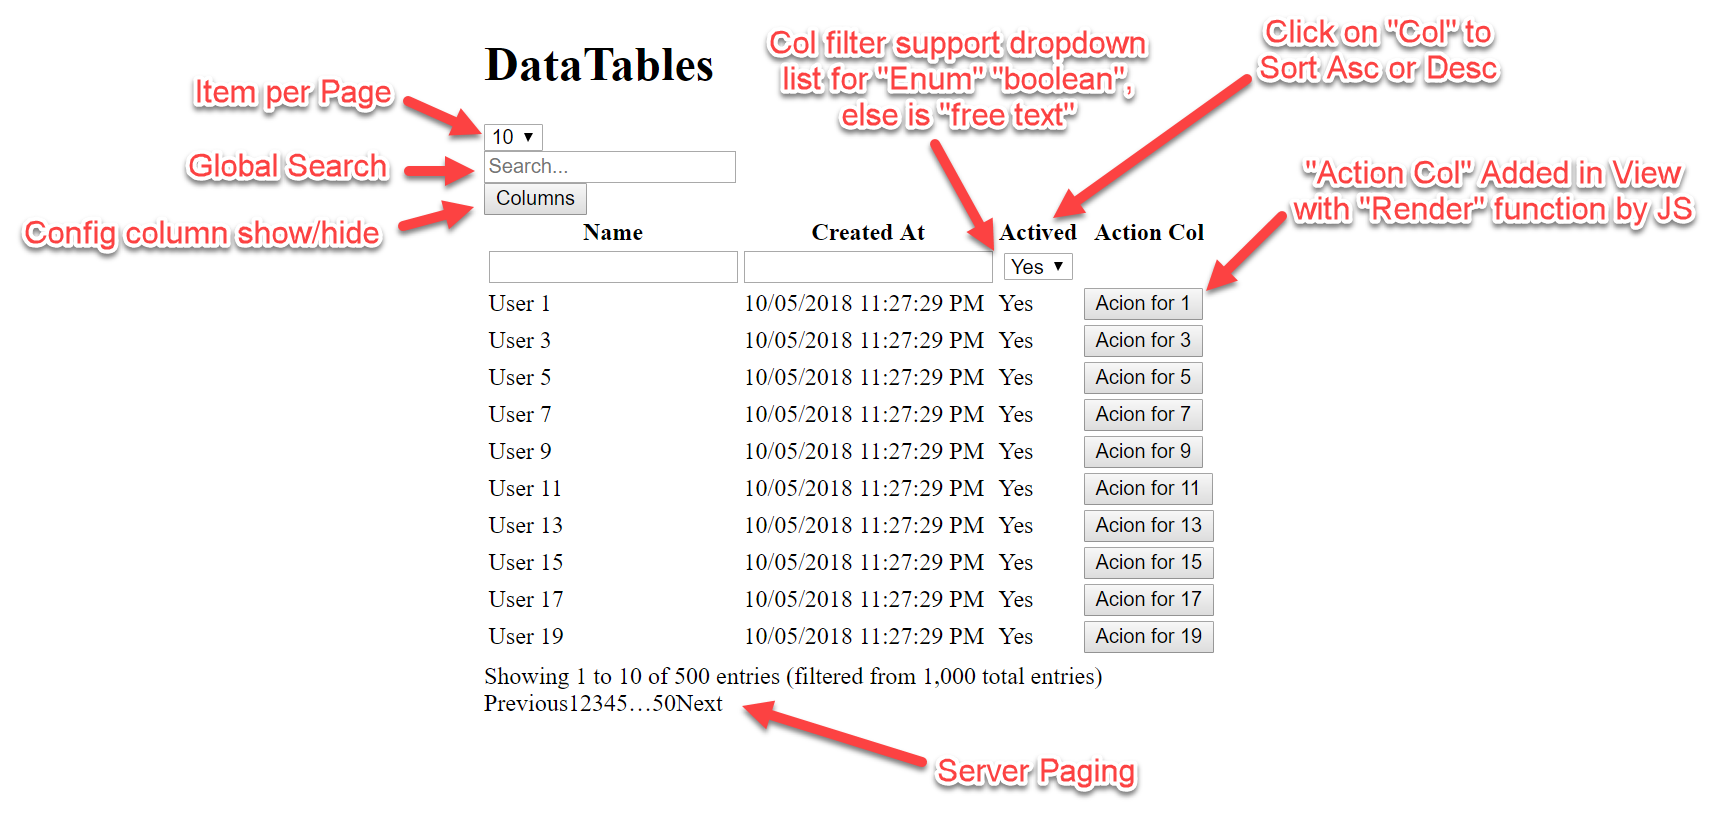 DataTables
Item per Page
10
Global Search
Search...
Columns
Config column show/hide
Col filter support dropdown
list for "Enum" "boolean",
else is "free text"
Click on "Col" to
Sort Asc or Desc
"Action Col" Added in View
with "Render" function by JS
Name Created At Actived Action Col
Yes
User 1 10/05/2018 11:27:29 PM Yes Acion for 1
User 3 10/05/2018 11:27:29 PM Yes Acion for 3
User 5 10/05/2018 11:27:29 PM Yes Acion for 5
User 7 10/05/2018 11:27:29 PM Yes Acion for 7
User 9 10/05/2018 11:27:29 PM Yes Acion for 9
User 11 10/05/2018 11:27:29 PM Yes Acion for 11
User 13 10/05/2018 11:27:29 PM Yes Acion for 13
User 15 10/05/2018 11:27:29 PM Yes Acion for 15
User 17 10/05/2018 11:27:29 PM Yes Acion for 17
User 19 10/05/2018 11:27:29 PM Yes Acion for 19
Showing 1 to 10 of 500 entries (filtered from 1,000 total entries)
Previous12345…50Next
Server Paging